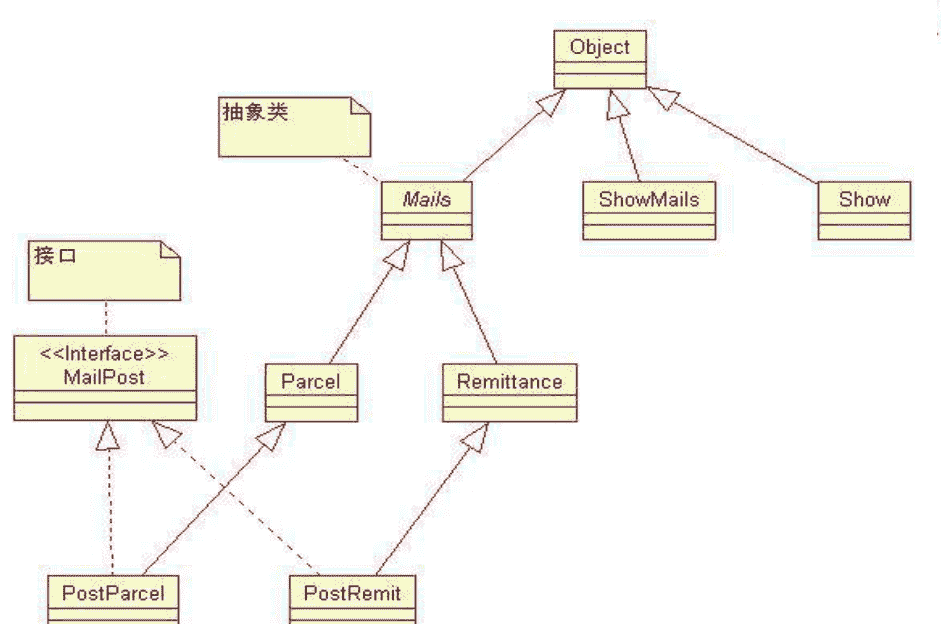 Object
抽象类
Mails
ShowMails
Show
接口
<<Interface>>
MailPost
Parcel
Remittance
PostParcel
PostRemit